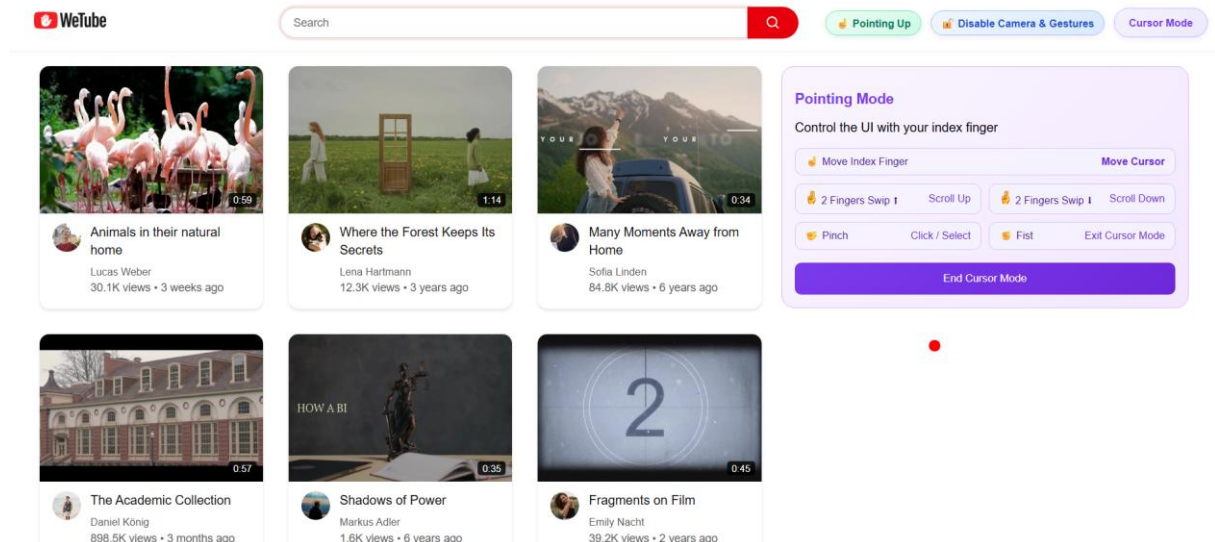 WeTube
Search
Pointing Up
Disable Camera & Gestures
Cursor Mode
0:59
Animals in their natural
home
Lucas Weber
30.1K views • 3 weeks ago
1:14
Where the Forest Keeps Its
Secrets
Lena Hartmann
12.3K views • 3 years ago
YOUR
YOUR
0:34
Many Moments Away from
Home
Sofia Linden
84.8K views • 6 years ago
Pointing Mode
Control the UI with your index finger
Move Index Finger Move Cursor
2 Fingers Swip ⬆ Scroll Up
2 Fingers Swip ⬇ Scroll Down
Pinch Click / Select
Fist Exit Cursor Mode
End Cursor Mode
0:57
The Academic Collection
Daniel König
898.5K views • 3 months ago
HOW A BI
0:35
Shadows of Power
Markus Adler
1.6K views • 6 years ago
2
0:45
Fragments on Film
Emily Nacht
39.2K views • 2 years ago